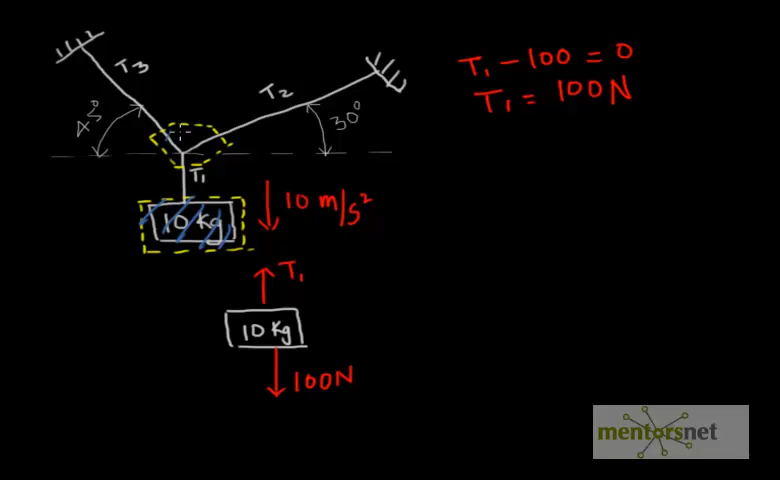 T3
T2
45°
30°
T1
10 Kg
10 m/s²
T1
10 Kg
100N
T1 - 100 = 0
T1 = 100N
mentorsnet